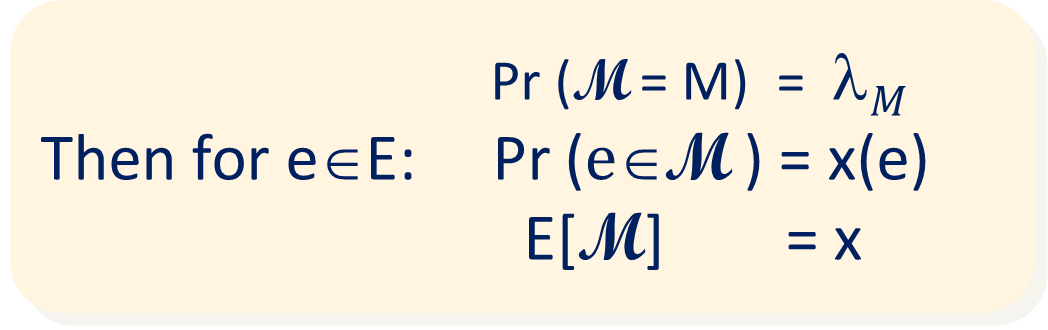 Pr (ℳ = M) = λ_M
Then for e∈E: Pr (e∈ℳ) = x(e)
E[ℳ] = x